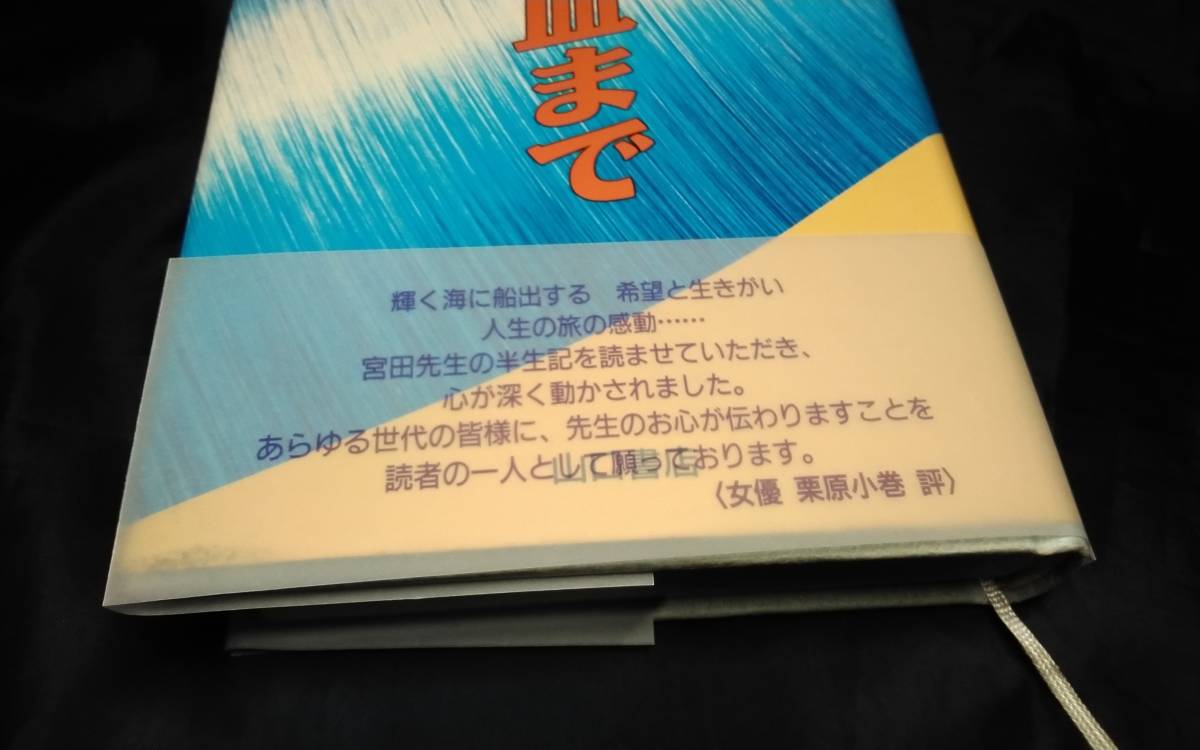 皿まで
輝く海に船出する 希望と生きがい
人生の旅の感動……
宮田先生の半生記を読ませていただき、
心が深く動かされました。
あらゆる世代の皆様に、先生のお心が伝わりますことを
読者の一人として願っております。
山口書店
〈女優 栗原小巻 評〉